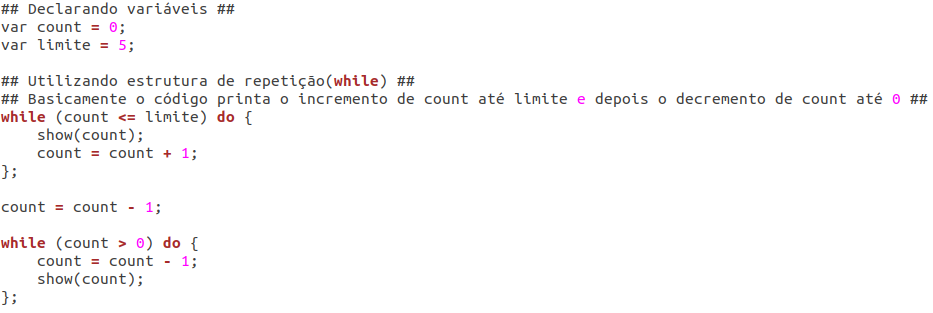 ## Declarando variáveis ##
var count = 0;
var limite = 5;

## Utilizando estrutura de repetição(while) ##
## Basicamente o código printa o incremento de count até limite e depois o decremento de count até 0 ##
while (count <= limite) do {
    show(count);
    count = count + 1;
};

count = count - 1;

while (count > 0) do {
    count = count - 1;
    show(count);
};